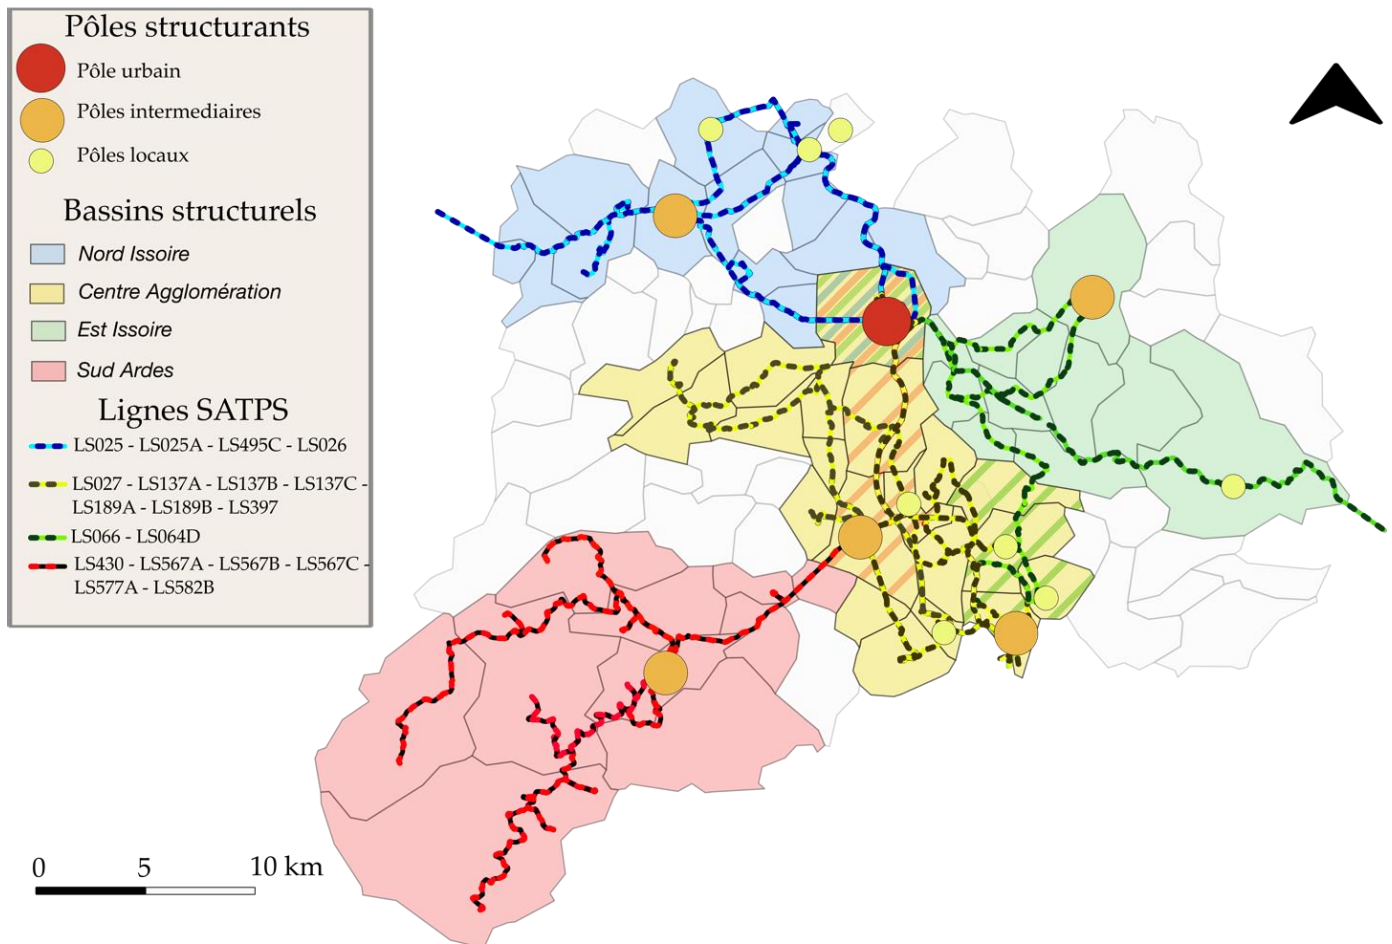 Pôles structurants
Pôle urbain
Pôles intermediaires
Pôles locaux
Bassins structurels
Nord Issoire
Centre Agglomération
Est Issoire
Sud Ardes
Lignes SATPS
LS025 - LS025A - LS495C - LS026
LS027 - LS137A - LS137B - LS137C -
LS189A - LS189B - LS397
LS066 - LS064D
LS430 - LS567A - LS567B - LS567C -
LS577A - LS582B
0 5 10 km